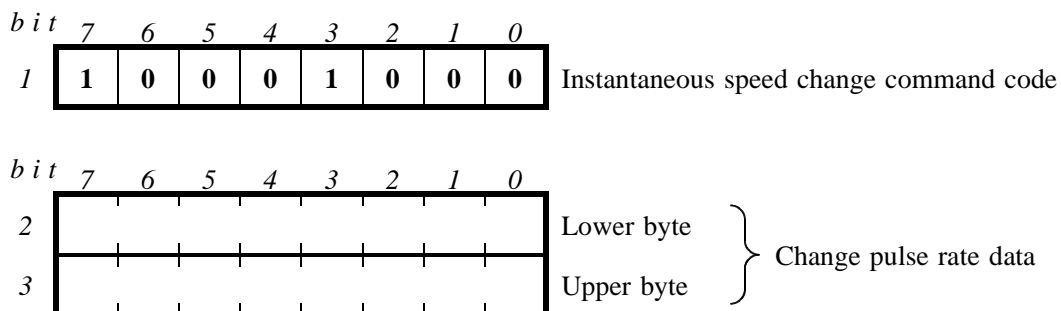 bit 7 6 5 4 3 2 1 0
1 1 0 0 0 1 0 0 0 Instantaneous speed change command code
bit 7 6 5 4 3 2 1 0
2 Lower byte
Change pulse rate data
3 Upper byte